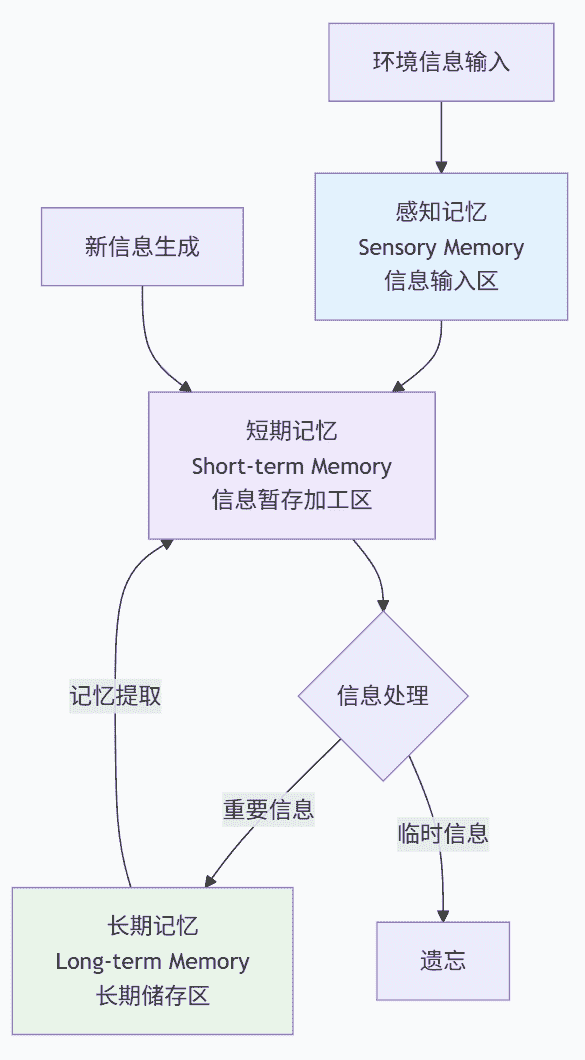 环境信息输入
感知记忆
Sensory Memory
信息输入区
新信息生成
短期记忆
Short-term Memory
信息暂存加工区
记忆提取
信息处理
重要信息
临时信息
长期记忆
Long-term Memory
长期储存区
遗忘